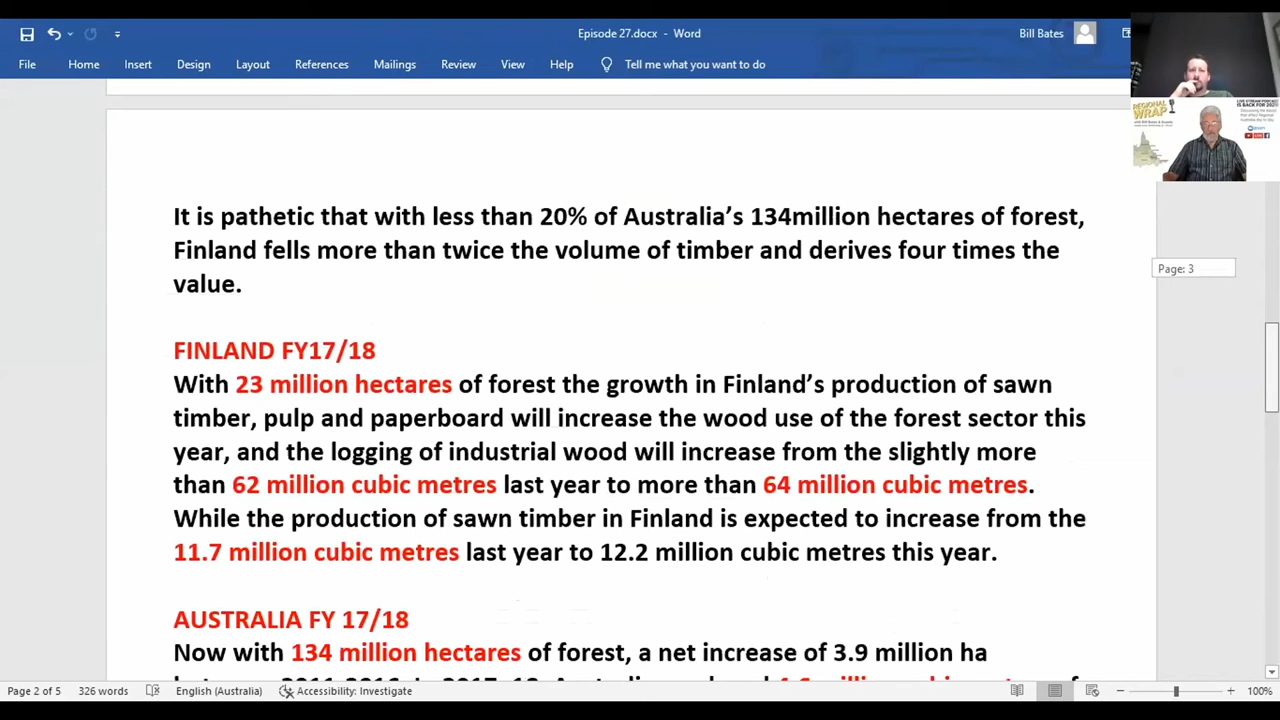 Episode 27.docx - Word
Bill Bates
File Home Insert Design Layout References Mailings Review View Help Tell me what you want to do
REGIONAL
WRAP
LIVE STREAM PODCAST
IS BACK FOR
It is pathetic that with less than 20% of Australia’s 134million hectares of forest,
Finland fells more than twice the volume of timber and derives four times the
value.
Page: 3
FINLAND FY17/18
With 23 million hectares of forest the growth in Finland’s production of sawn
timber, pulp and paperboard will increase the wood use of the forest sector this
year, and the logging of industrial wood will increase from the slightly more
than 62 million cubic metres last year to more than 64 million cubic metres.
While the production of sawn timber in Finland is expected to increase from the
11.7 million cubic metres last year to 12.2 million cubic metres this year.
AUSTRALIA FY 17/18
Now with 134 million hectares of forest, a net increase of 3.9 million ha
Page 2 of 5 326 words English (Australia) Accessibility: Investigate 100%